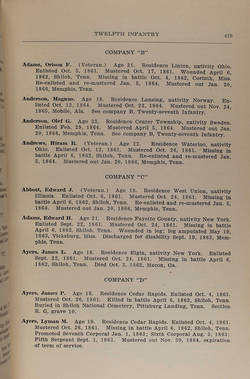 TWELFTH INFANTRY 419
COMPANY "B"
Adams, Orison F. (Veteran.) Age 21. Residence Linton, nativity Ohio.
Enlisted Oct. 5, 1861. Mustered Oct. 17, 1861. Wounded April 6,
1862, Shiloh, Tenn. Missing in battle Oct. 4, 1862, Corinth, Miss.
Re-enlisted and re-mustered Jan. 5, 1864. Mustered out Jan. 20,
1866, Memphis, Tenn.
Anderson, Magnus. Age 18. Residence Lansing, nativity Norway. En-
listed Oct. 13, 1864. Mustered Oct. 22, 1864. Mustered out Nov. 24,
1865, Mobile, Ala. See company B, Twenty-seventh Infantry.
Anderson, Olef G. Age 23. Residence Center Township, nativity Sweden.
Enlisted Feb. 29, 1864. Mustered April 5, 1864. Mustered out Jan.
20, 1866, Memphis, Tenn. See company B, Twenty-seventh Infantry.
Andrews, Hiram R. (Veteran.) Age 22. Residence Waterloo, nativity
Ohio. Enlisted Oct. 12, 1861. Mustered Oct. 26, 1861. Missing in
battle April 6, 1862, Shiloh, Tenn. Re-enlisted and re-mustered Jan.
5, 1864. Mustered out Jan. 20, 1866, Memphis, Tenn.
COMPANY "C"
Abbott, Edward J. (Veteran.) Age 18. Residence West Union, nativity
Illinois. Enlisted Oct. 8, 1861. Mustered Oct. 24, 1861. Missing in
battle April 6, 1862, Shiloh, Tenn. Re-enlisted and re-mustered Jan. 5,
1864. Mustered out Jan. 20, 1866, Memphis, Tenn.
Adams, Edward H. Age 21. Residence Fayette County, nativity New York.
Enlisted Sept. 22, 1861. Mustered Oct. 24, 1861. Missing in battle
April 6, 1862, Shiloh, Tenn. Wounded in leg; leg amputated May 19,
1863, Vicksburg, Miss. Discharged for disability Sept. 19, 1863, Mem-
phis, Tenn.
Ayers, James L. Age 18. Residence Elgin, nativity New York. Enlisted
Sept. 22, 1861. Mustered Oct. 24, 1861. Missing in battle April 6,
1862, Shiloh, Tenn. Died Oct. 3, 1862, Macon, Ga.
COMPANY "D"
Ayers, James P. Age 18. Residence Cedar Rapids. Enlisted Oct. 4, 1861.
Mustered Oct. 26, 1861. Killed in battle April 6, 1862, Shiloh, Tenn.
Buried in Shiloh National Cemetery, Pittsburg Landing, Tenn. Section
R. G, grave 10.
Ayers, Lyman M. Age 19. Residence Cedar Rapids. Enlisted Oct. 4, 1861.
Mustered Oct. 26, 1861. Missing in battle April 6, 1862, Shiloh, Tenn.
Promoted Seventh Corporal Jan. 1, 1863; Sixth Corporal Aug. 2, 1863;
Fifth Sergeant Sept. 1, 1863. Mustered out Nov. 30, 1864, expiration
of term of service.